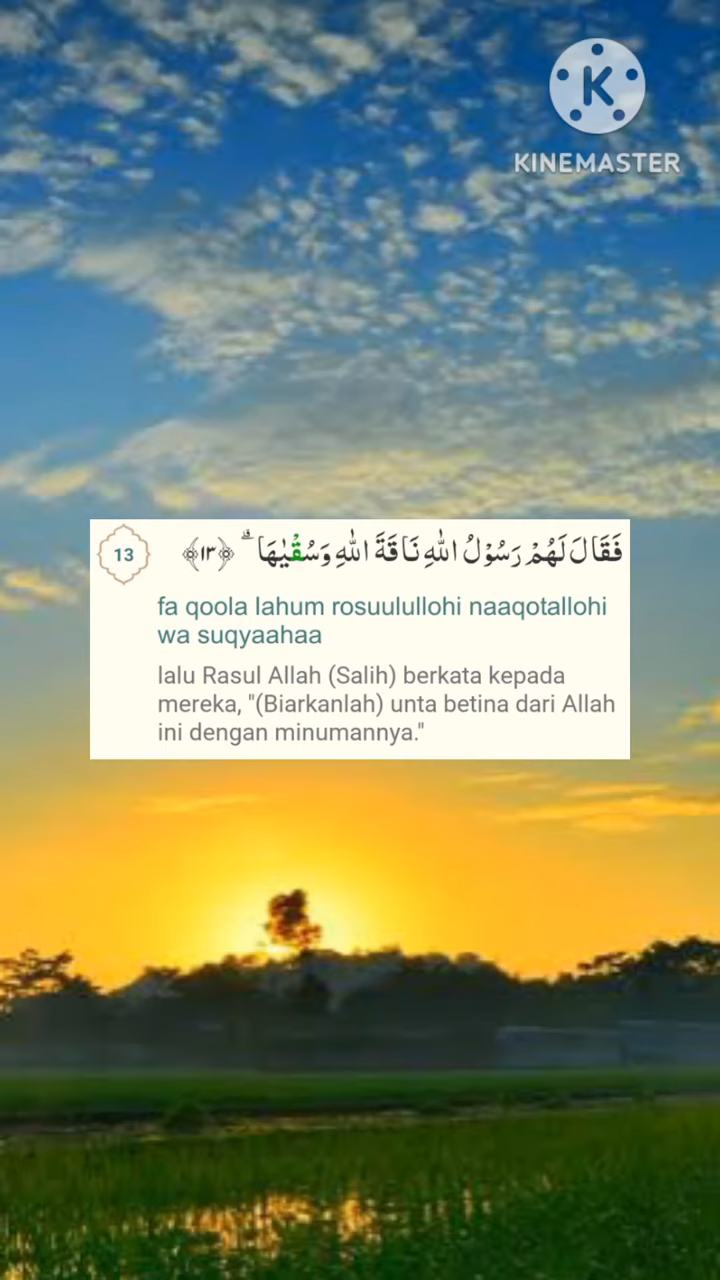 K
KINEMASTER
13
فَقَالَ لَهُمْ رَسُوْلُ اللّٰهِ نَاقَةَ اللّٰهِ وَسُقْيٰهَا ۗ ﴿١٣﴾
fa qoola lahum rosuulullohi naaqotallohi
wa suqyaahaa
lalu Rasul Allah (Salih) berkata kepada
mereka, "(Biarkanlah) unta betina dari Allah
ini dengan minumannya."